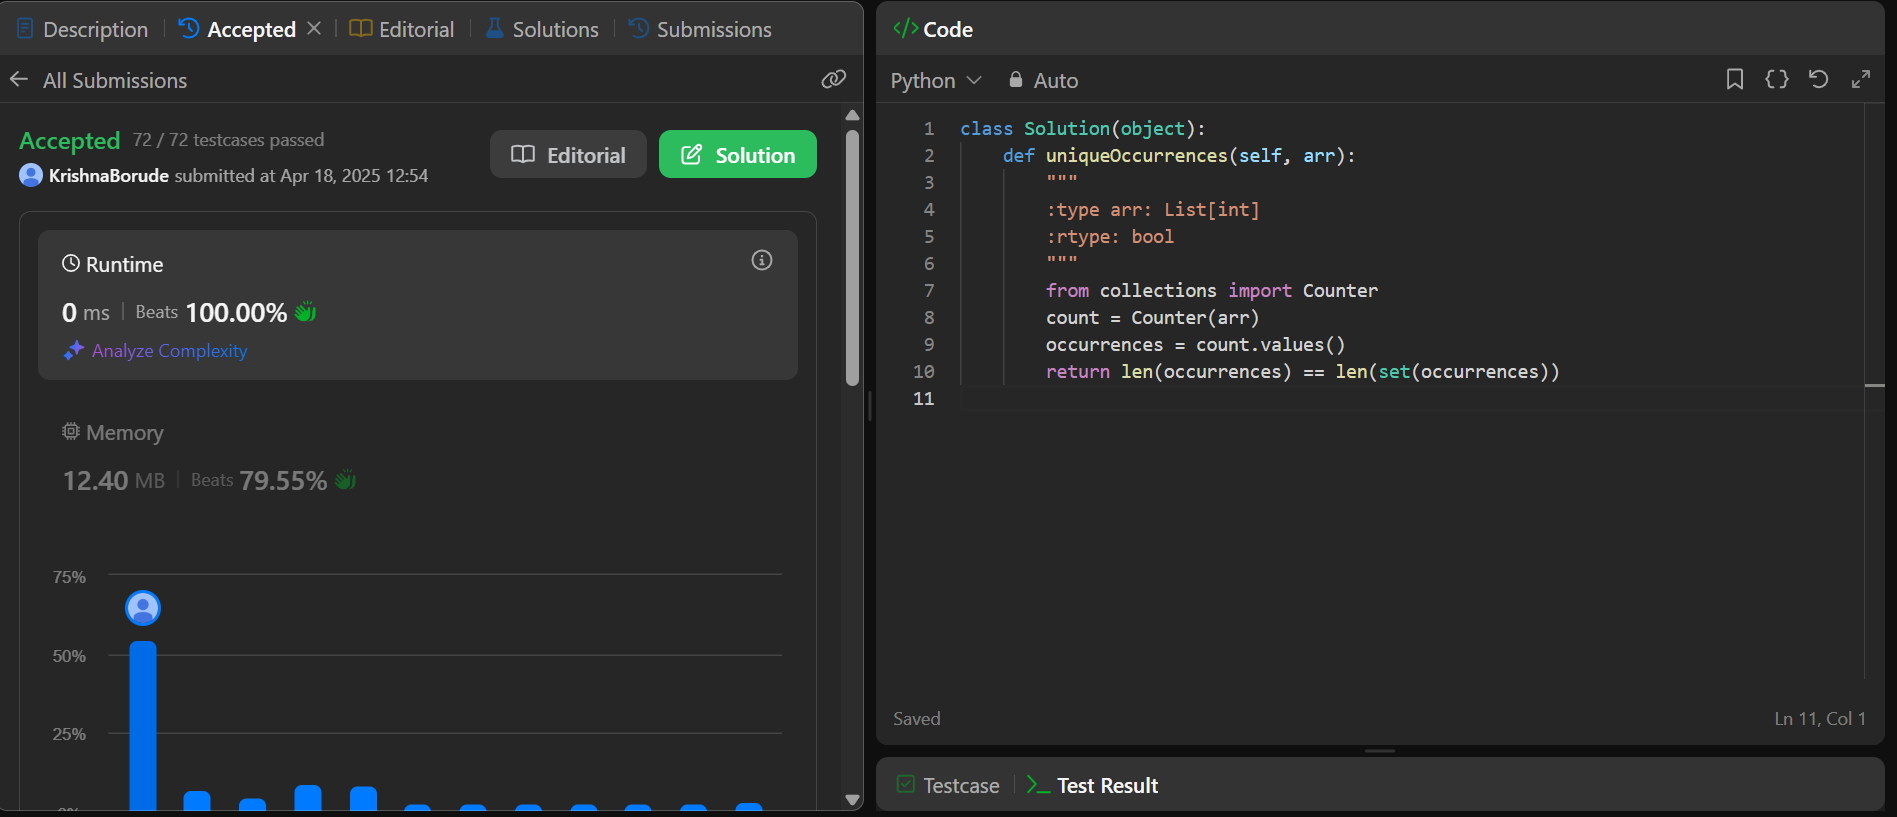 Description
Accepted
Editorial
Solutions
Submissions
All Submissions
Accepted 72 / 72 testcases passed
KrishnaBorude submitted at Apr 18, 2025 12:54
Editorial
Solution
Runtime
0 ms | Beats 100.00%
Analyze Complexity
Memory
12.40 MB | Beats 79.55%
75%
50%
25%
</> Code
Python
Auto
1 class Solution(object):
2     def uniqueOccurrences(self, arr):
3         """
4         :type arr: List[int]
5         :rtype: bool
6         """
7         from collections import Counter
8         count = Counter(arr)
9         occurrences = count.values()
10         return len(occurrences) == len(set(occurrences))
11
Saved
Ln 11, Col 1
Testcase
Test Result